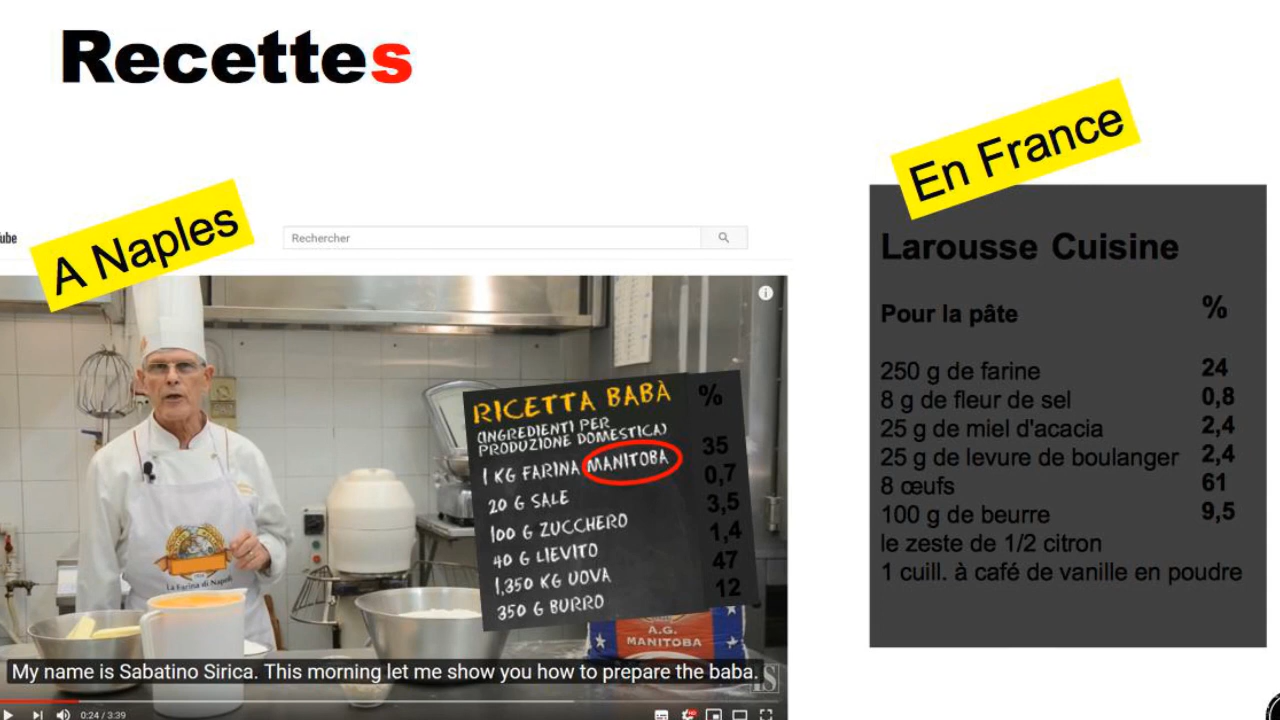 Recettes
A Naples
ube
Rechercher
RICETTA BABÀ
%
(INGREDIENTI PER
PRODUZIONE DOMESTICA)
1 KG FARINA MANITOBA 35
20 G SALE 0,7
100 G ZUCCHERO 3,5
40 G LIEVITO 1,4
1,350 KG UOVA 47
350 G BURRO 12
La Farina di Napoli
A.G.
MANITOBA
My name is Sabatino Sirica. This morning let me show you how to prepare the baba.
0:24 / 3:39
En France
Larousse Cuisine
Pour la pâte %
250 g de farine 24
8 g de fleur de sel 0,8
25 g de miel d'acacia 2,4
25 g de levure de boulanger 2,4
8 œufs 61
100 g de beurre 9,5
le zeste de 1/2 citron
1 cuill. à café de vanille en poudre